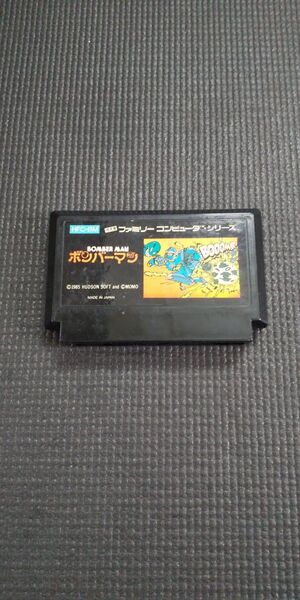 HFC-BM
ファミリー コンピュータ・シリーズ
BOMBER MAN
ボンバーマン
BOOOMB!
©1985 HUDSON SOFT and ©MOMO
MADE IN JAPAN